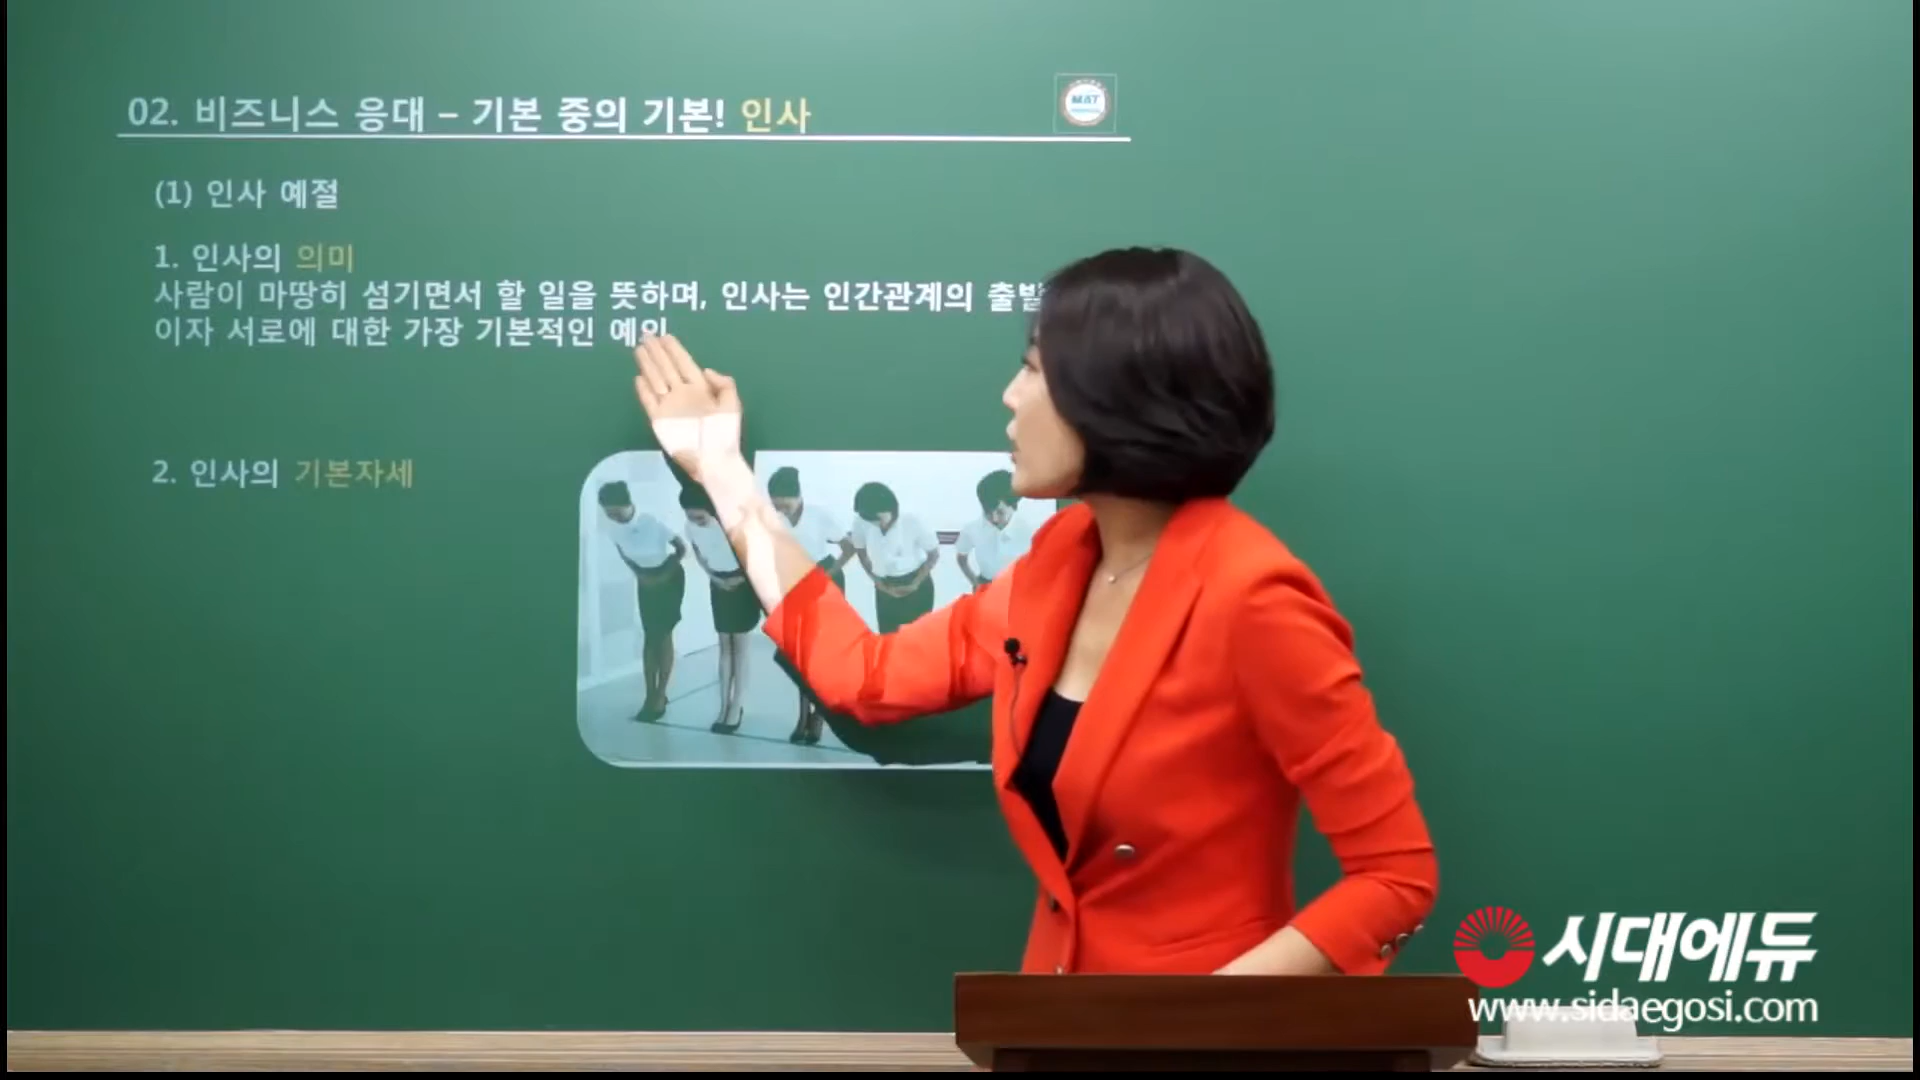 02. 비즈니스 응대 – 기본 중의 기본! 인사
MAT
(1) 인사 예절
1. 인사의 의미
사람이 마땅히 섬기면서 할 일을 뜻하며, 인사는 인간관계의
이자 서로에 대한 가장 기본적인
2. 인사의 기본자세
시대에듀
www.sidaegosi.com